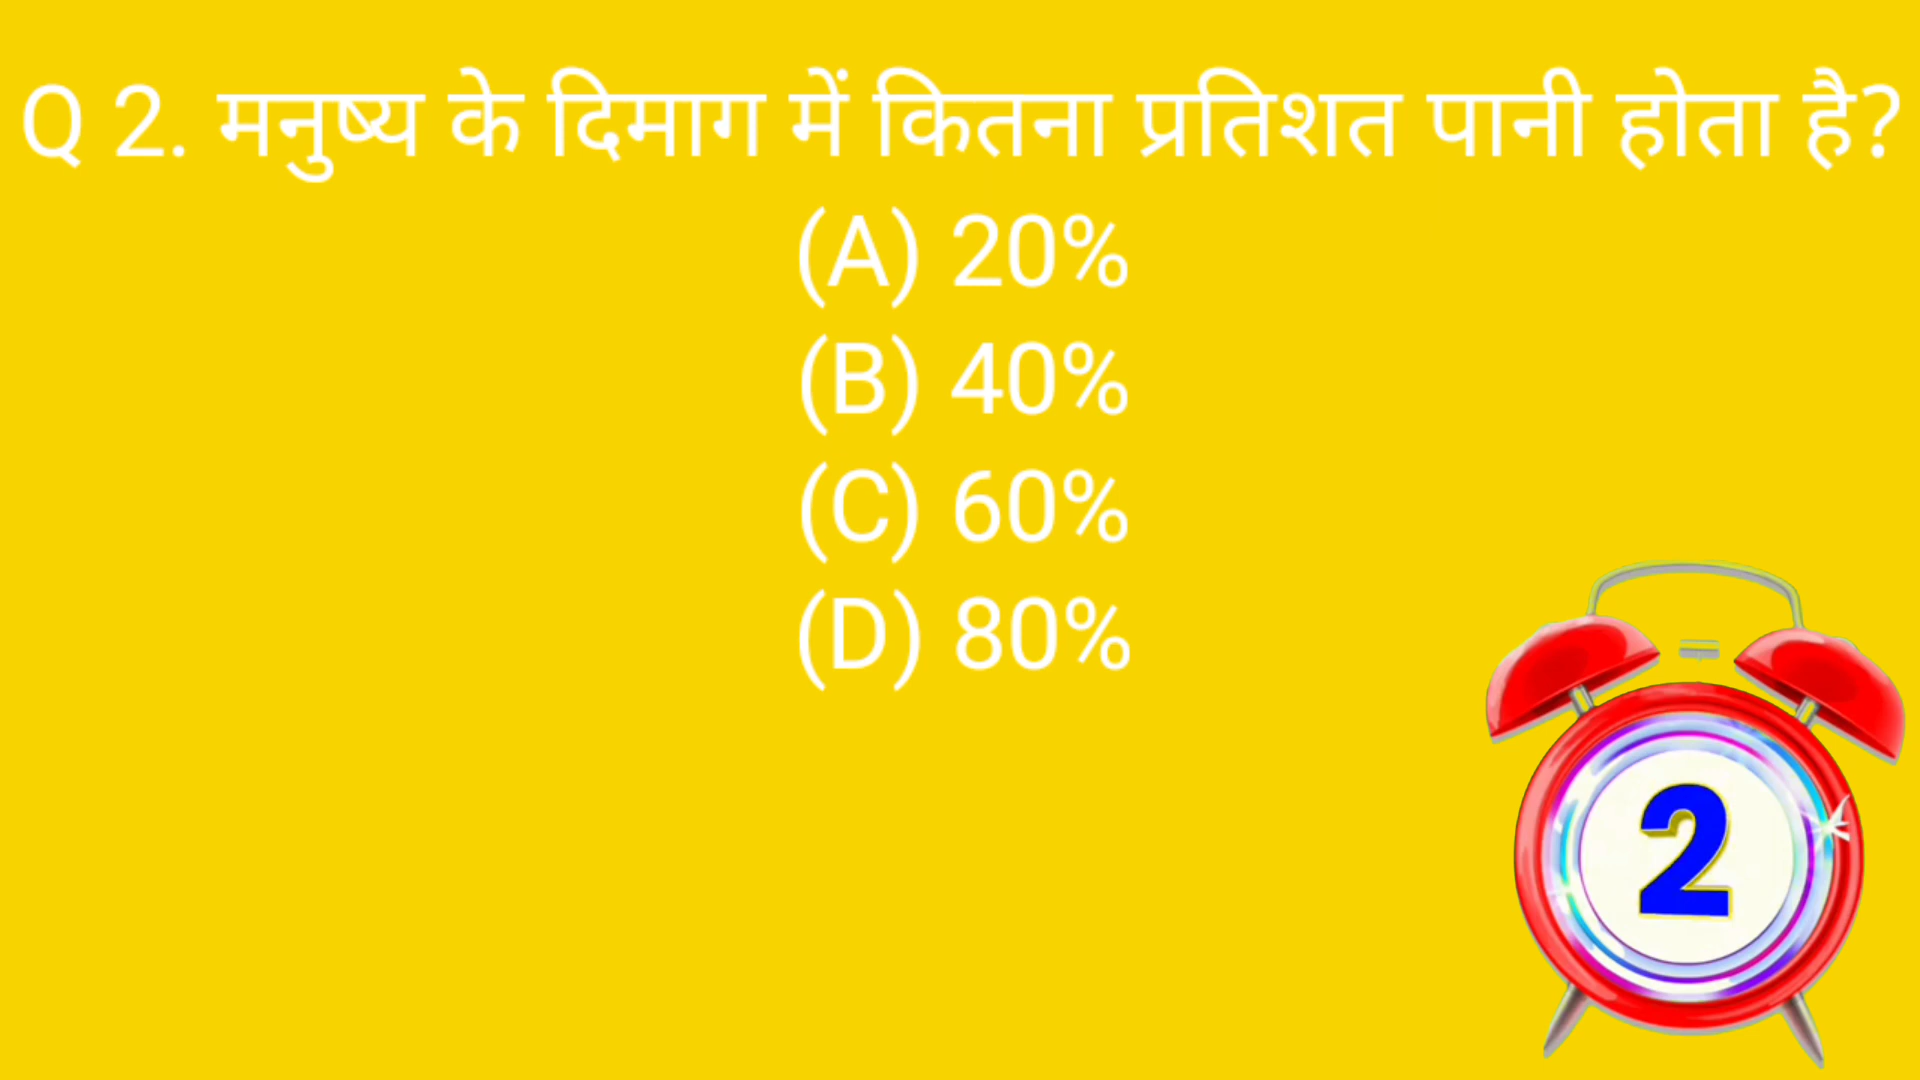 Q 2. मनुष्य के दिमाग में कितना प्रतिशत पानी होता है?
(A) 20%
(B) 40%
(C) 60%
(D) 80%
2